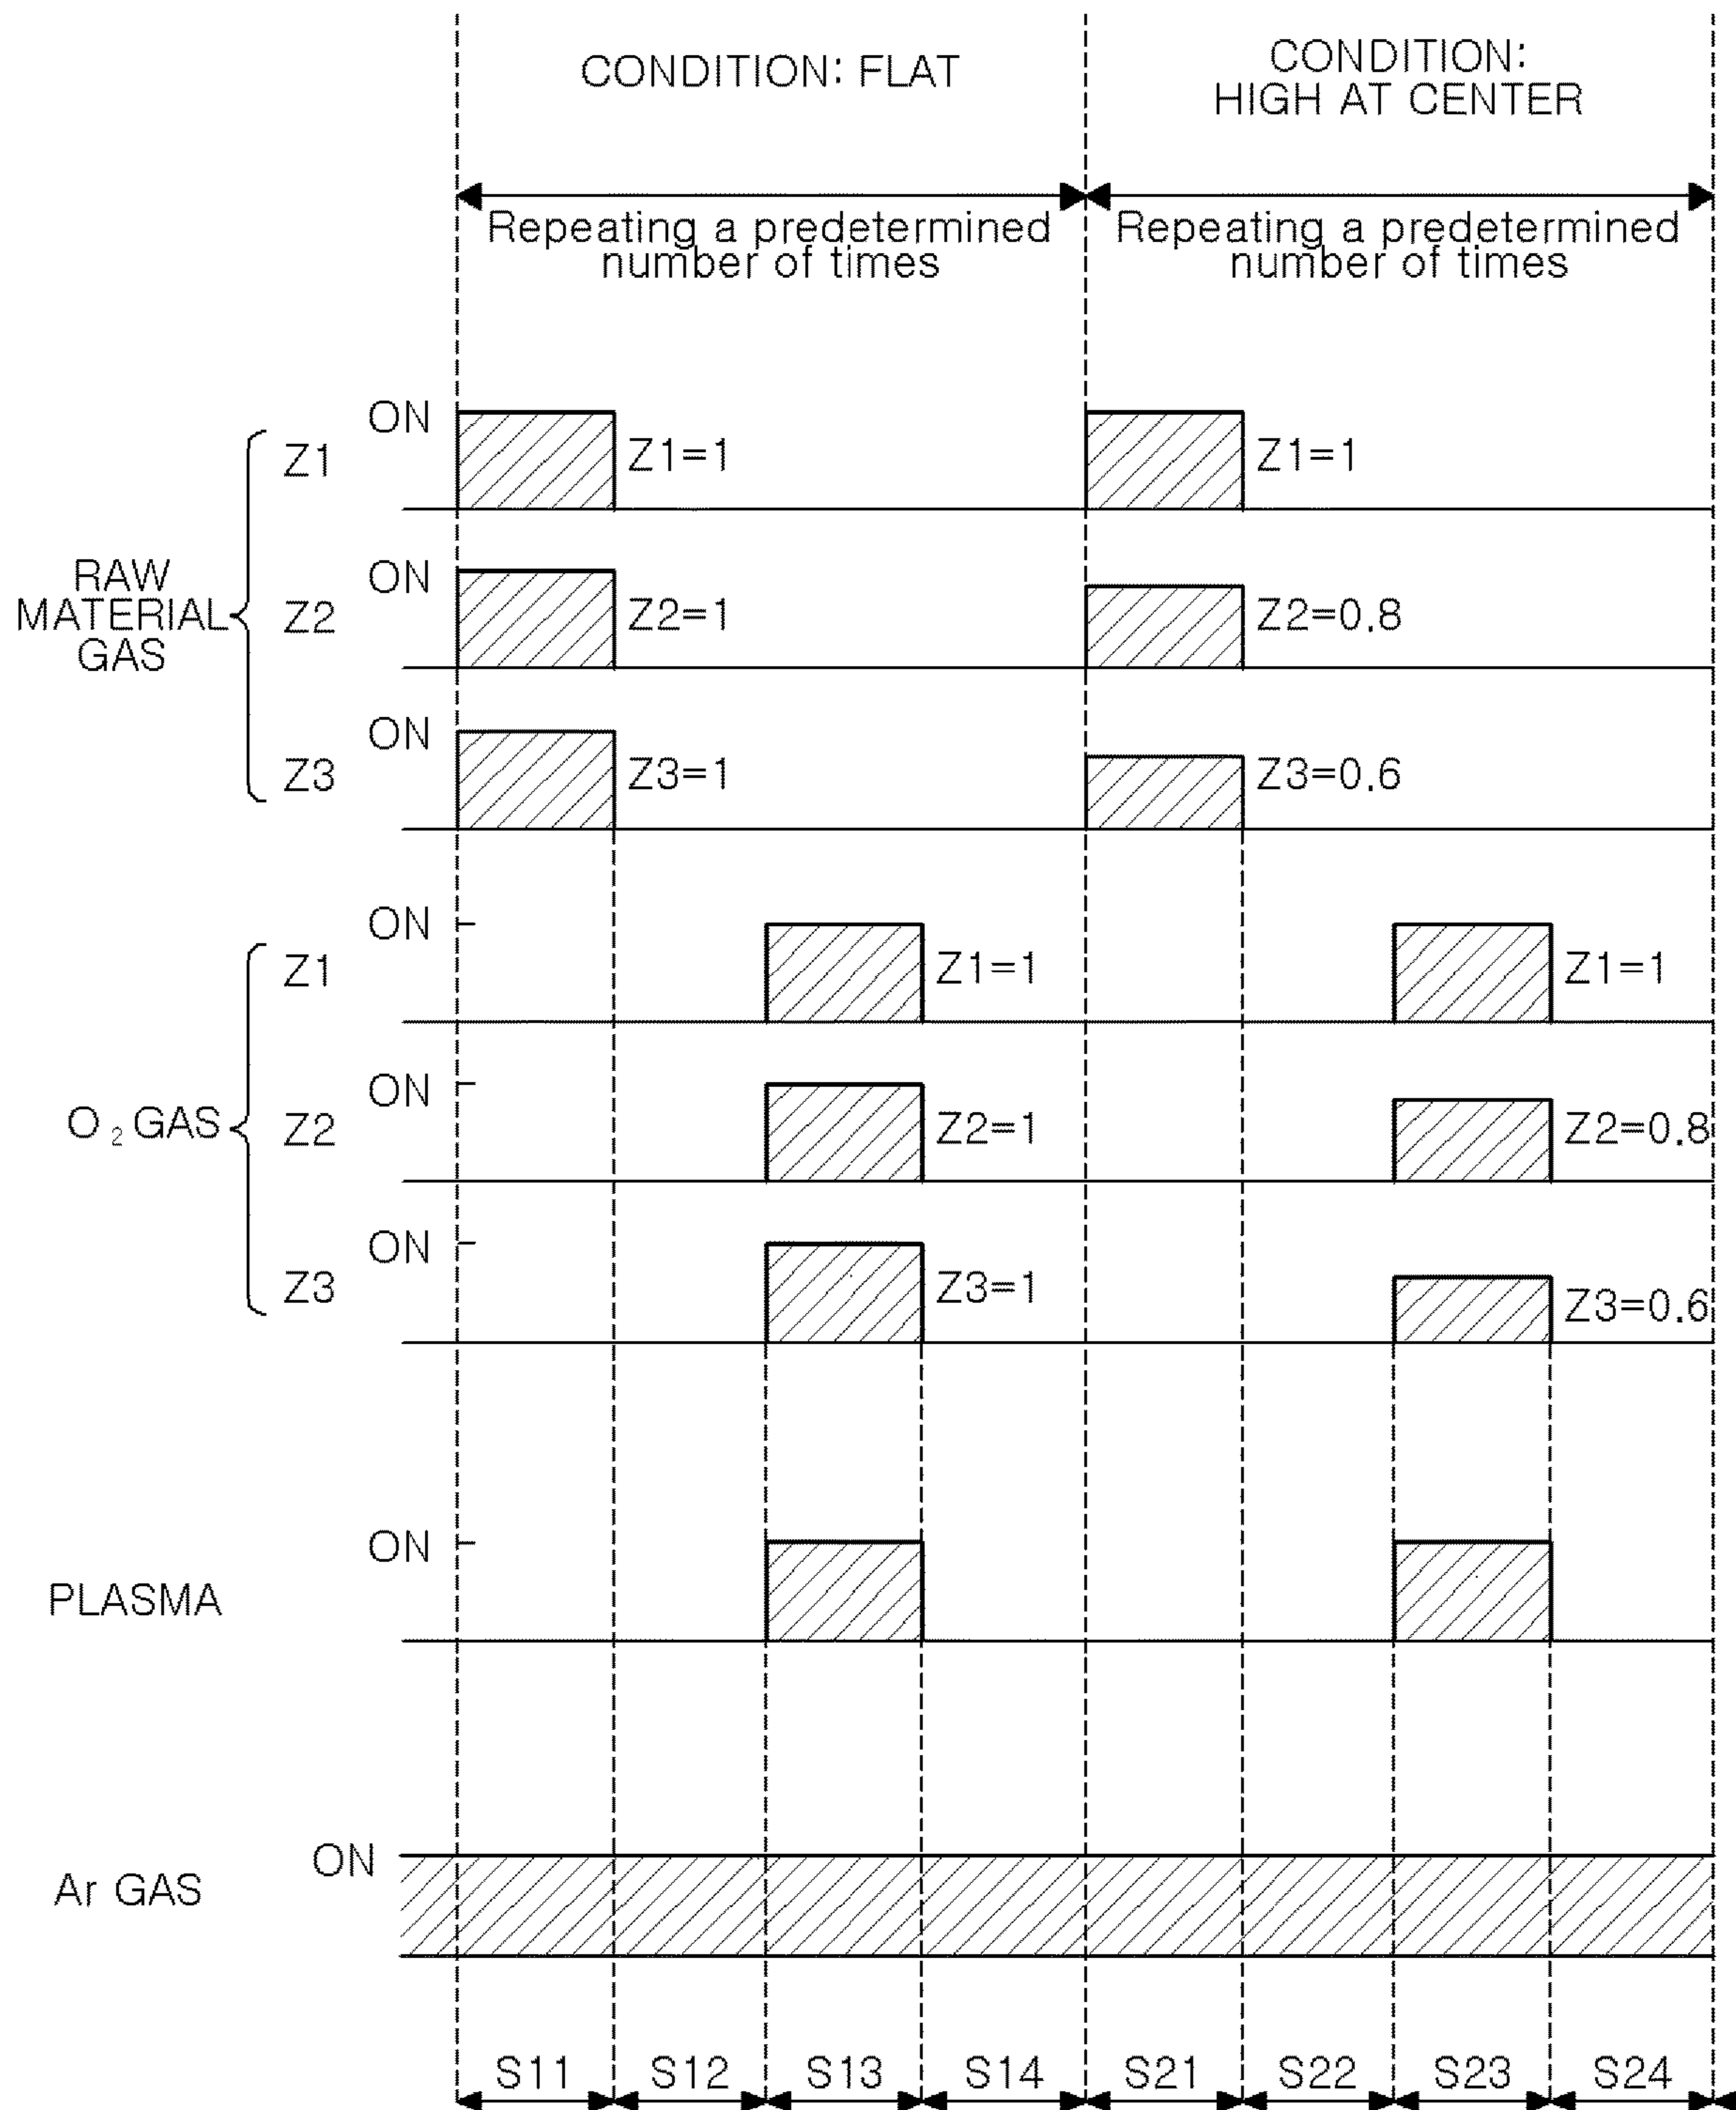 CONDITION: FLAT
CONDITION:
HIGH AT CENTER
Repeating a predetermined
number of times
Repeating a predetermined
number of times
RAW
MATERIAL
GAS
Z1
ON
Z1=1
Z1=1
Z2
ON
Z2=1
Z2=0.8
Z3
ON
Z3=1
Z3=0.6
O₂ GAS
Z1
ON
Z1=1
Z1=1
Z2
ON
Z2=1
Z2=0.8
Z3
ON
Z3=1
Z3=0.6
PLASMA
ON
Ar GAS
ON
S11 S12 S13 S14 S21 S22 S23 S24